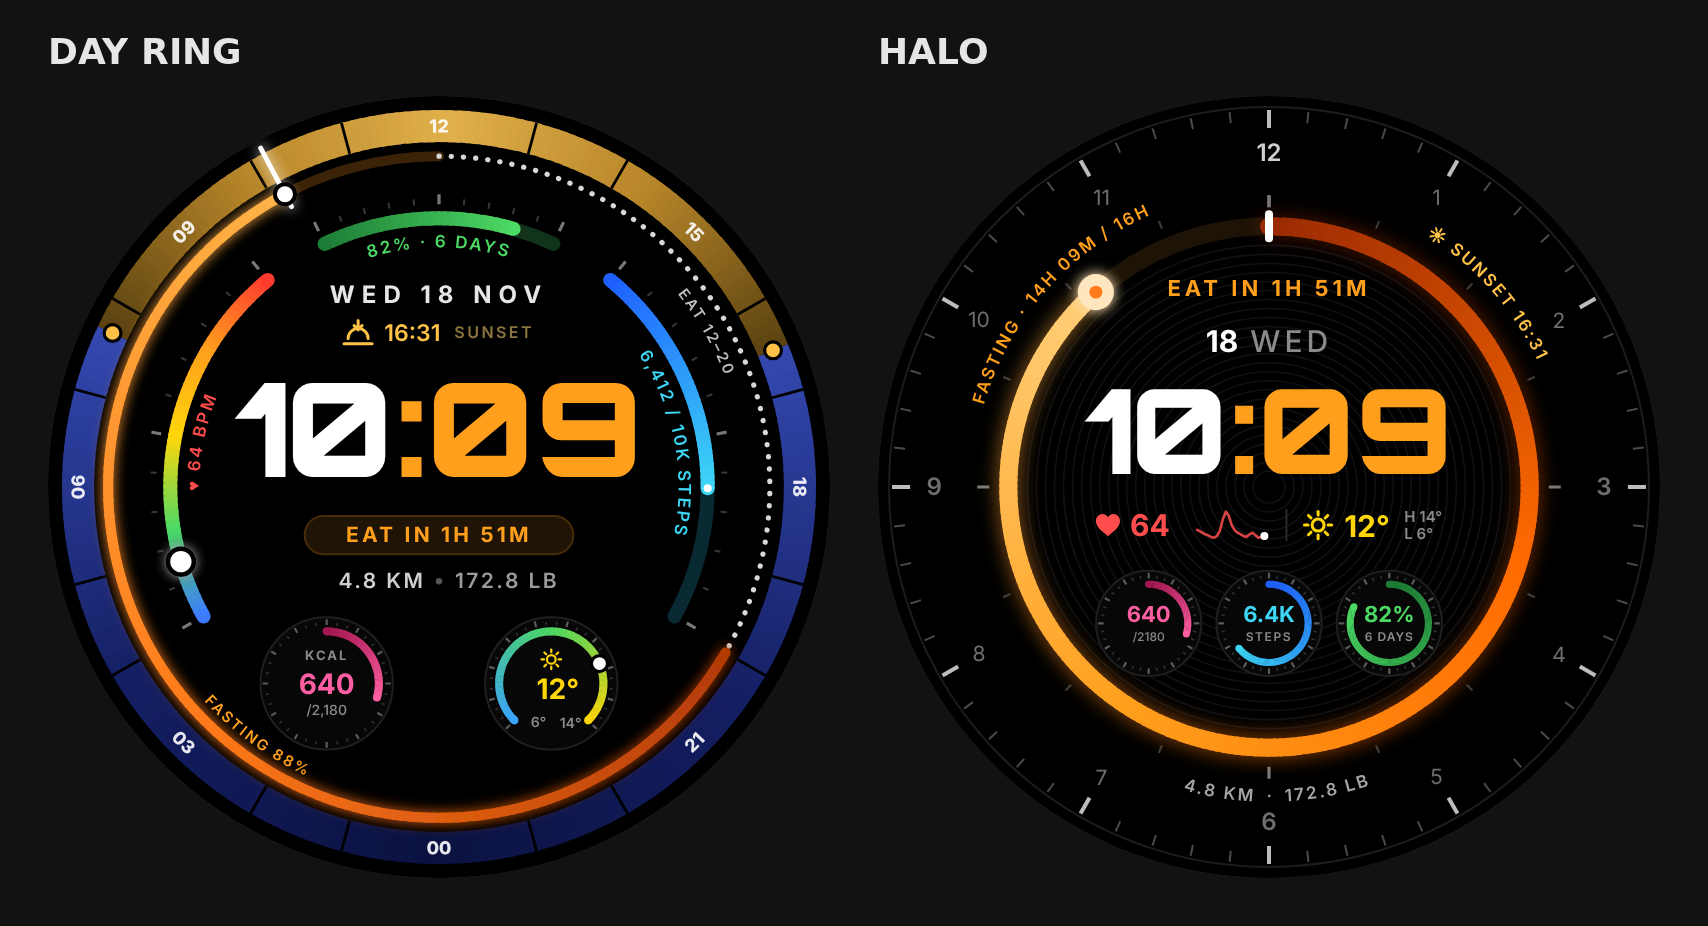 DAY RING
12
09
15
06
18
03
21
00
82% · 6 DAYS
WED 18 NOV
16:31 SUNSET
EAT 12–20
♥ 64 BPM
6,412 / 10K STEPS
10:09
EAT IN 1H 51M
4.8 KM • 172.8 LB
KCAL
640
/2,180
12°
6° 14°
FASTING 88%
HALO
12
11
1
10
2
9
3
8
4
7
5
6
FASTING · 14H 09M / 16H
☀ SUNSET 16:31
EAT IN 1H 51M
18 WED
10:09
64
12°
H 14°
L 6°
640
/2180
6.4K
STEPS
82%
6 DAYS
4.8 KM · 172.8 LB